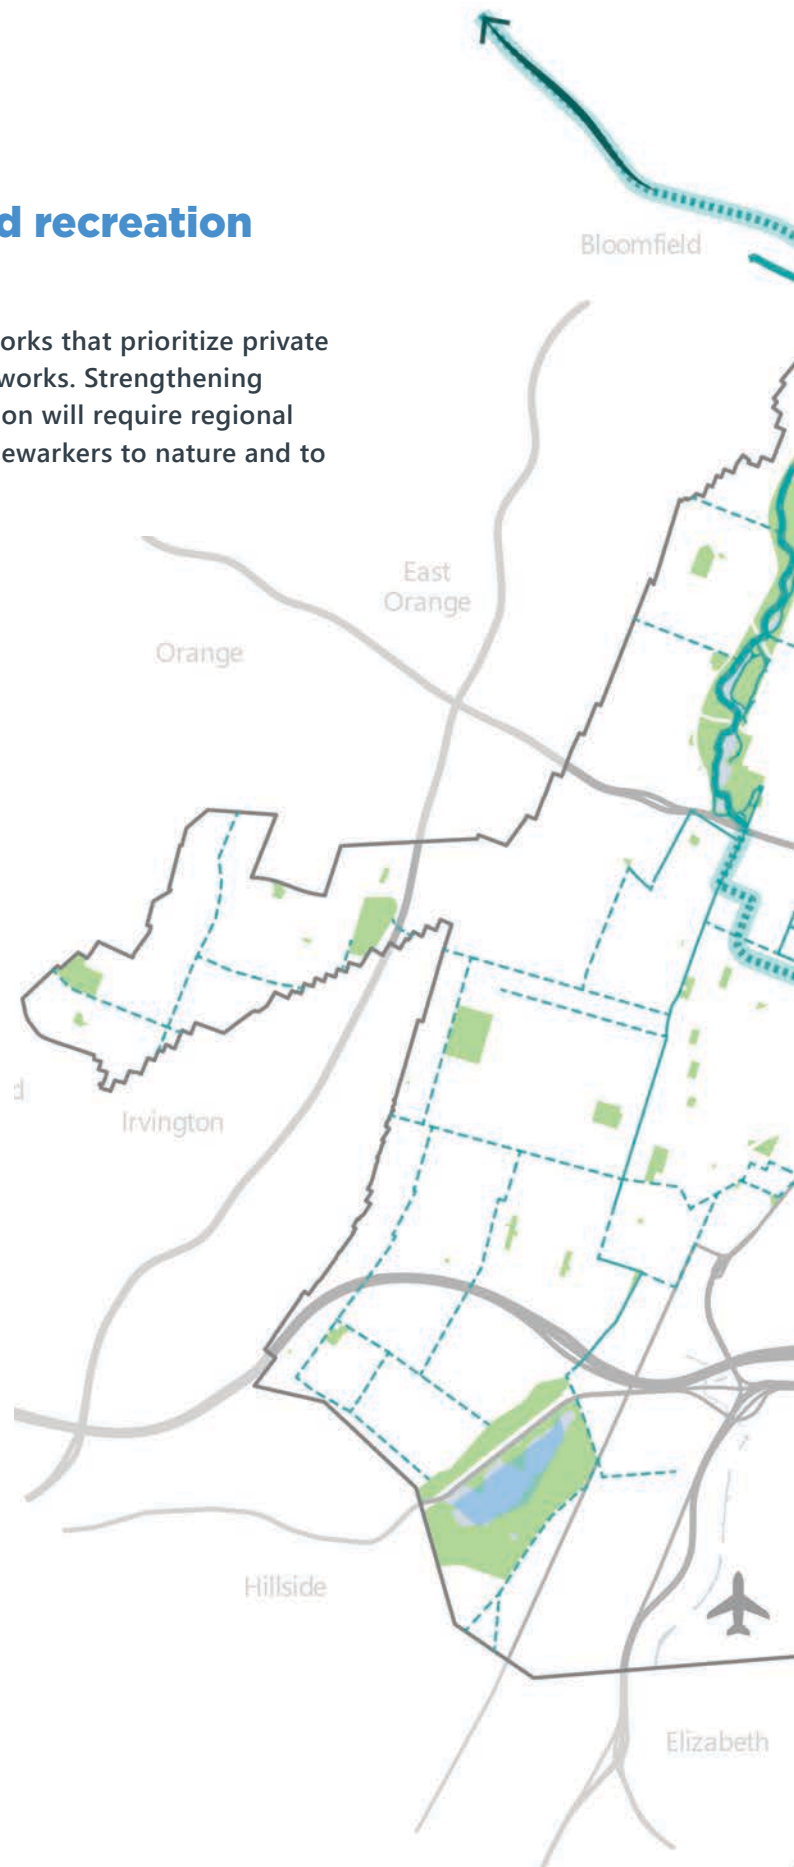 d recreation
orks that prioritize private
works. Strengthening
on will require regional
ewarkers to nature and to
Bloomfield
East
Orange
Orange
d
Irvington
Hillside
Elizabeth